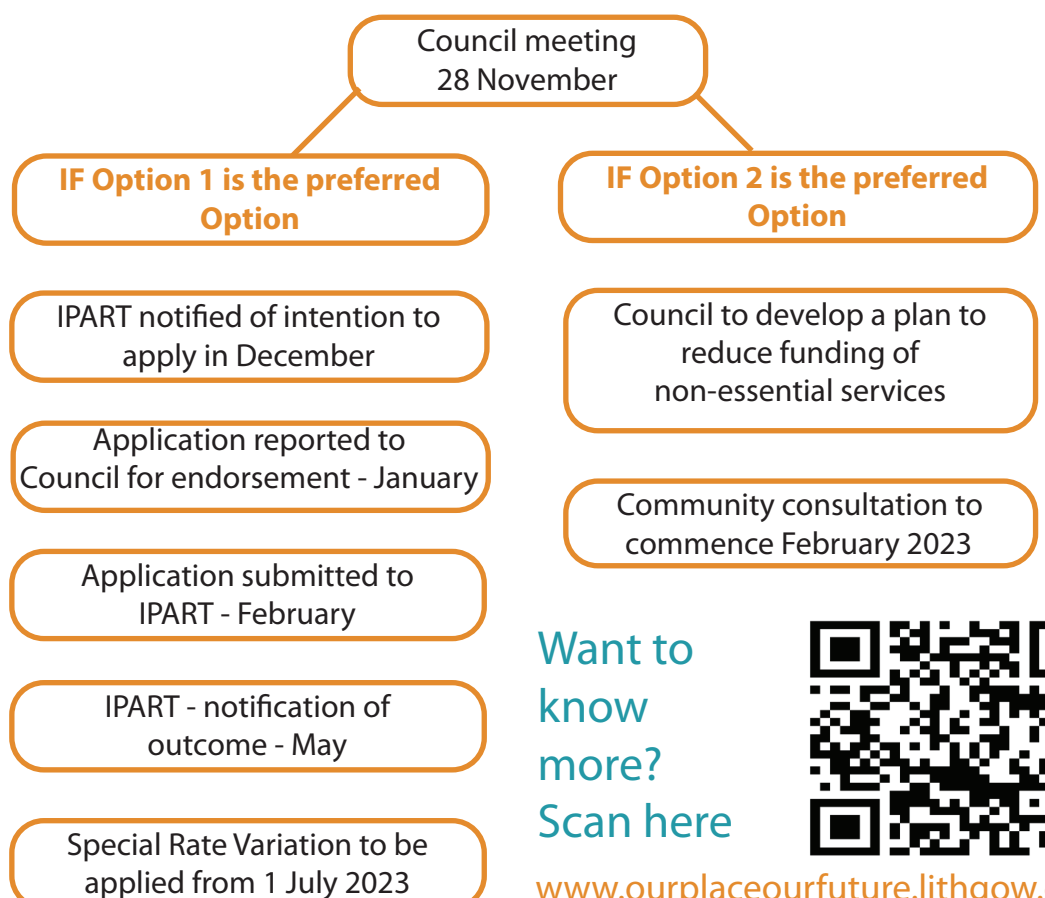 Council meeting
28 November
IF Option 1 is the preferred
Option
IPART notified of intention to
apply in December
Application reported to
Council for endorsement - January
Application submitted to
IPART - February
IPART - notification of
outcome - May
Special Rate Variation to be
applied from 1 July 2023
IF Option 2 is the preferred
Option
Council to develop a plan to
reduce funding of
non-essential services
Community consultation to
commence February 2023
Want to
know
more?
Scan here
www.ourplaceourfuture.lithgow.